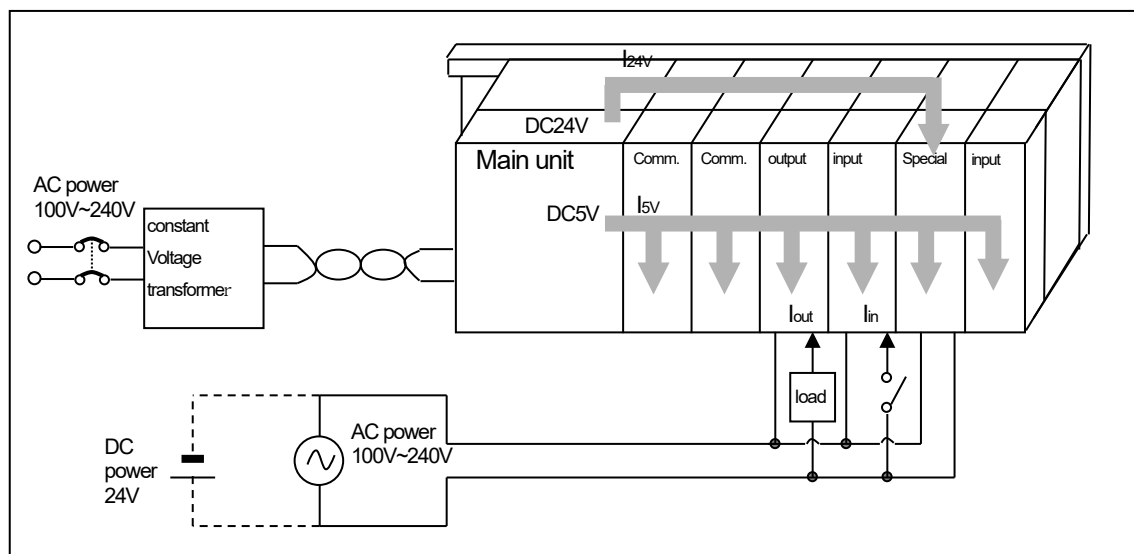 I24V
DC24V
Main unit
Comm.
Comm.
output
input
Special
input
AC power
100V~240V
constant
Voltage
transformer
DC5V
I5V
Iout
Iin
load
AC power
100V~240V
DC
power
24V